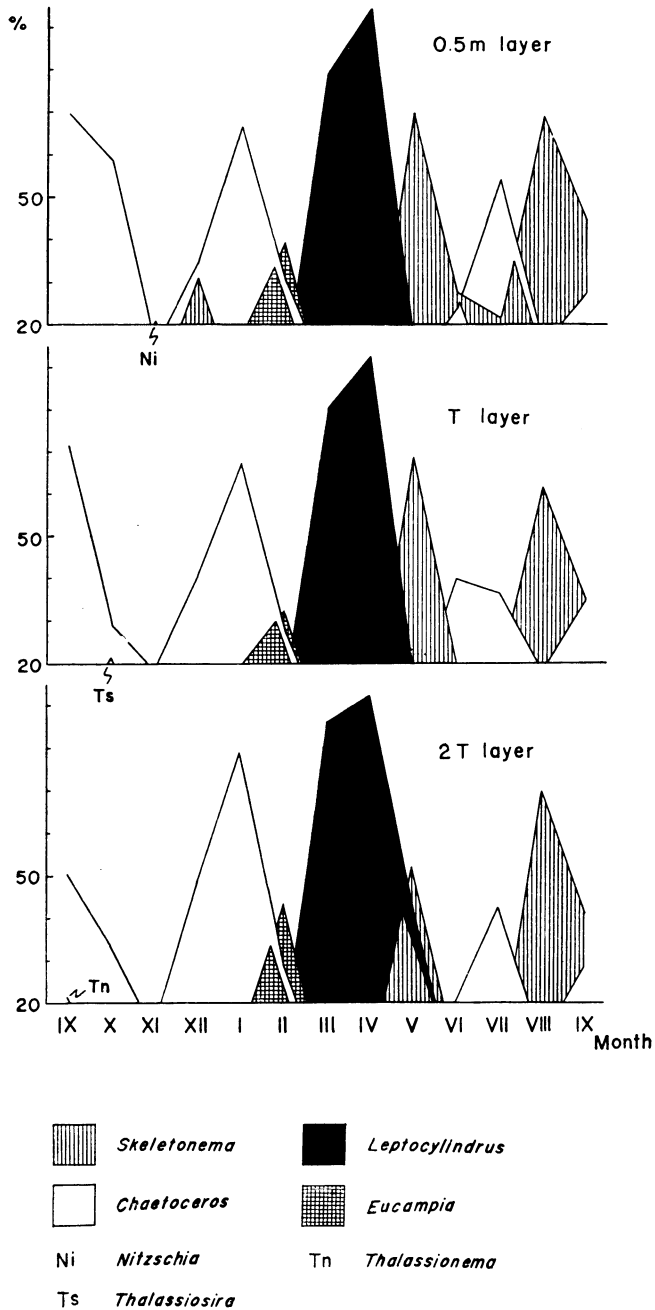 %
0.5m layer
50
20
Ni
T layer
50
20
Ts
2T layer
50
Tn
20
IX X XI XII I II III IV V VI VII VIII IX
Month
Skeletonema Leptocylindrus
Chaetoceros Eucampia
Ni Nitzschia Tn Thalassionema
Ts Thalassiosira